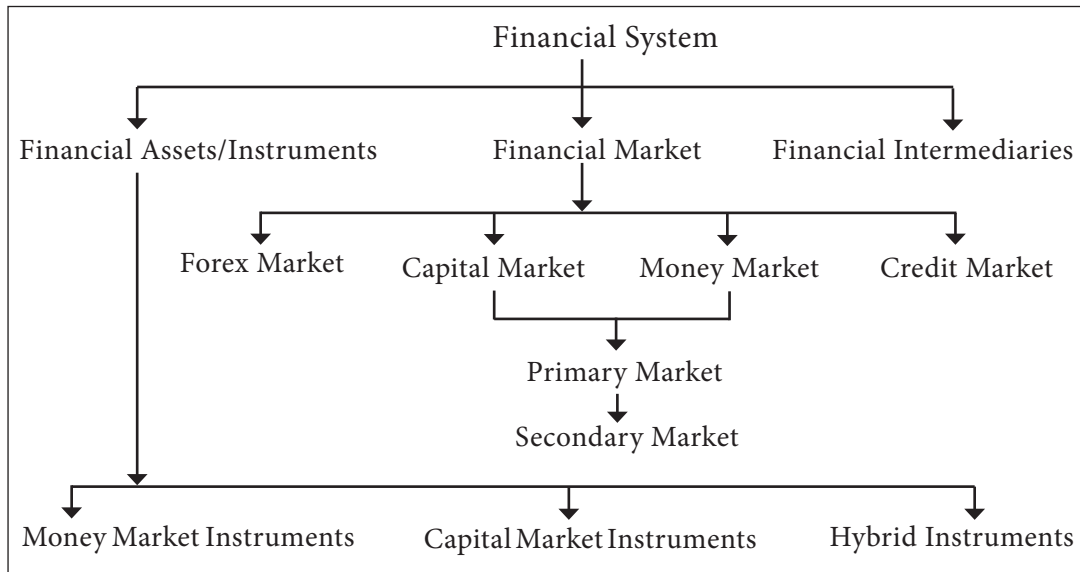 Financial System
Financial Assets/Instruments
Financial Market
Financial Intermediaries
Forex Market
Capital Market
Money Market
Credit Market
Primary Market
Secondary Market
Money Market Instruments
Capital Market Instruments
Hybrid Instruments